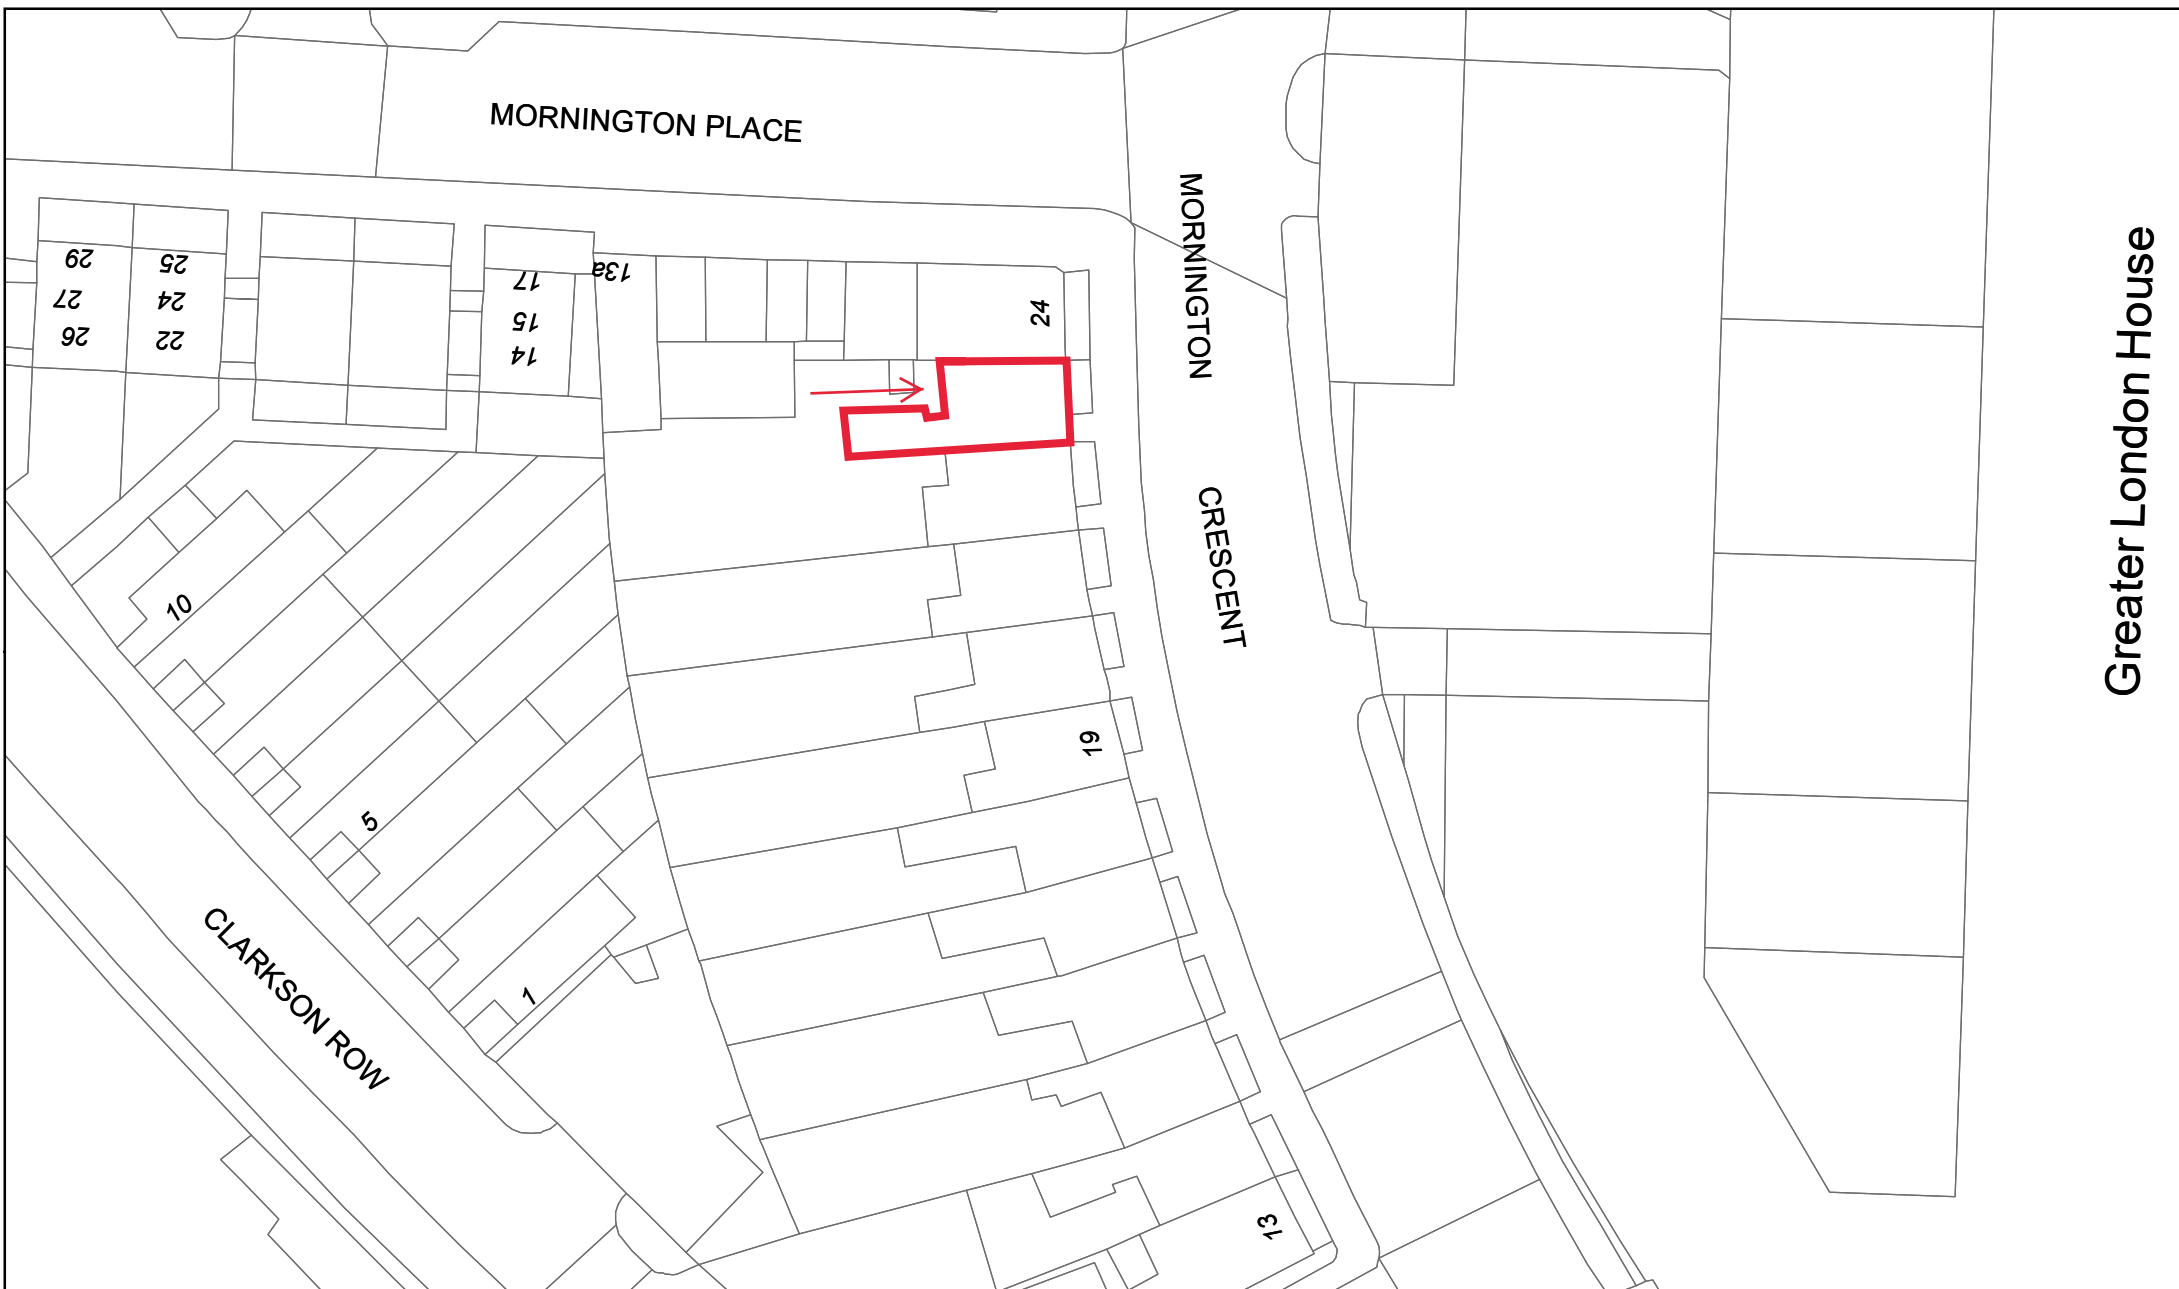 MORNINGTON PLACE
MORNINGTON
CRESCENT
Greater London House
29
27
26
25
24
22
17
15
14
13a
24
10
5
1
19
13
CLARKSON ROW